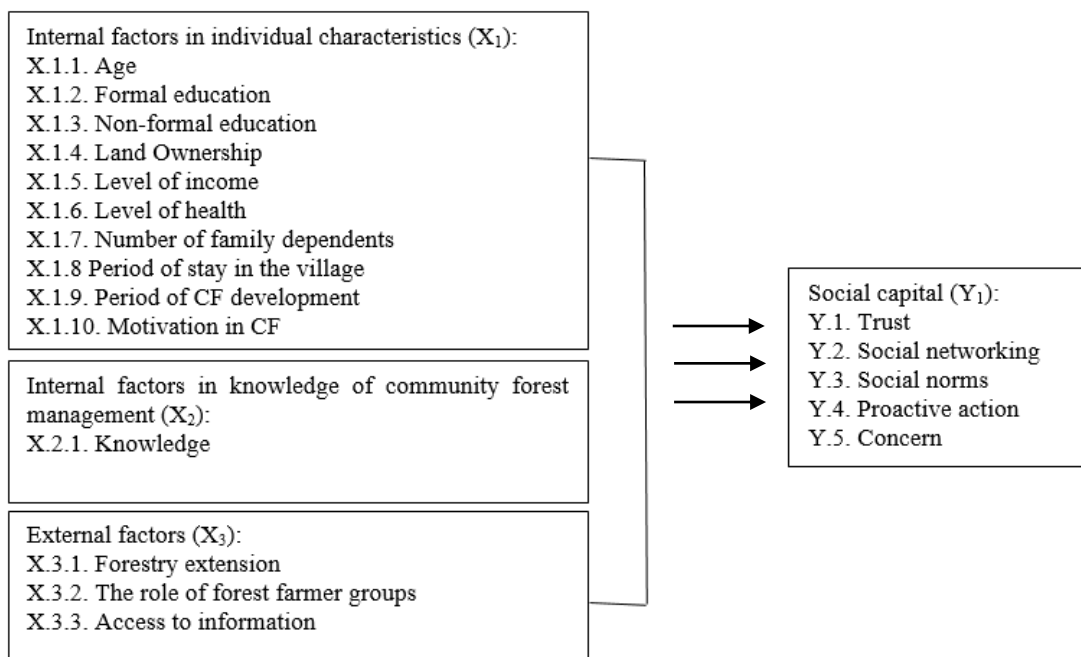 Internal factors in individual characteristics (X₁):
X.1.1. Age
X.1.2. Formal education
X.1.3. Non-formal education
X.1.4. Land Ownership
X.1.5. Level of income
X.1.6. Level of health
X.1.7. Number of family dependents
X.1.8 Period of stay in the village
X.1.9. Period of CF development
X.1.10. Motivation in CF
Internal factors in knowledge of community forest
management (X₂):
X.2.1. Knowledge
External factors (X₃):
X.3.1. Forestry extension
X.3.2. The role of forest farmer groups
X.3.3. Access to information
Social capital (Y₁):
Y.1. Trust
Y.2. Social networking
Y.3. Social norms
Y.4. Proactive action
Y.5. Concern